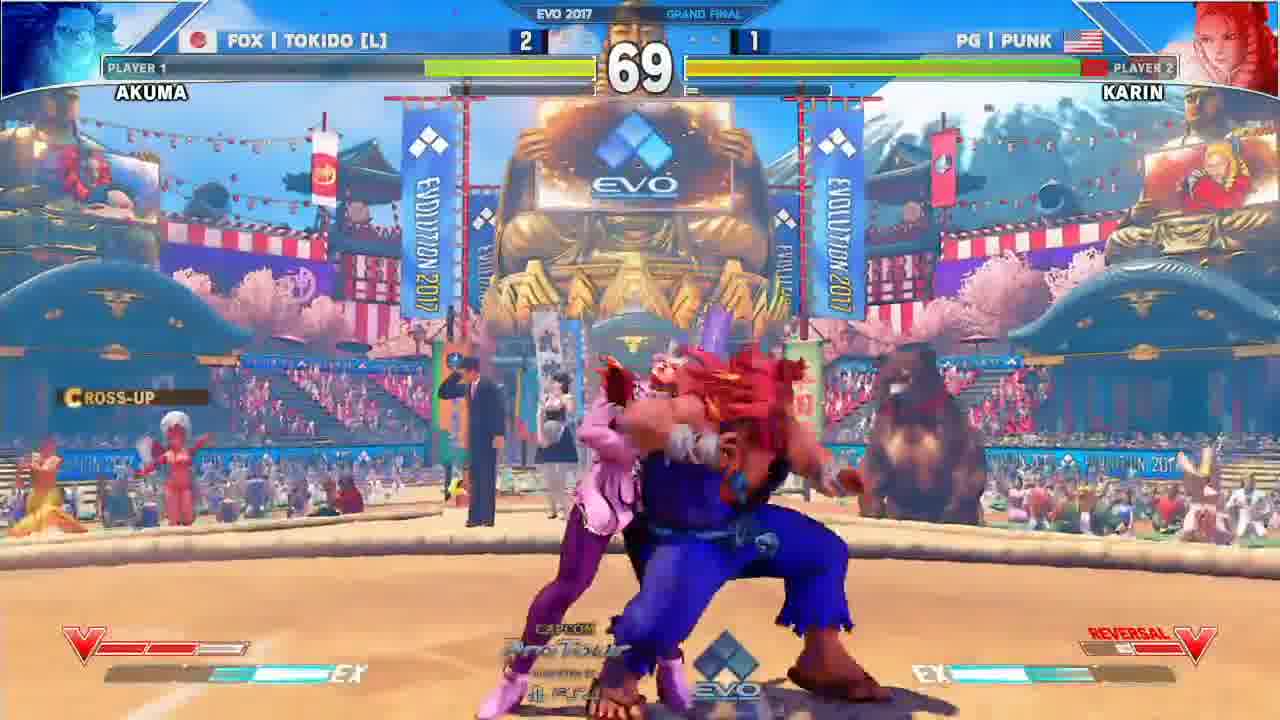 EVO 2017 GRAND FINAL
FOX | TOKIDO [L] 2 69 1 PG | PUNK
PLAYER 1 PLAYER 2
AKUMA KARIN
EVO
EVOLUTION 2017
EVOLUTION 2017
CROSS-UP
REVERSAL
CAPCOM
Pro Tour
EX EX
EVO